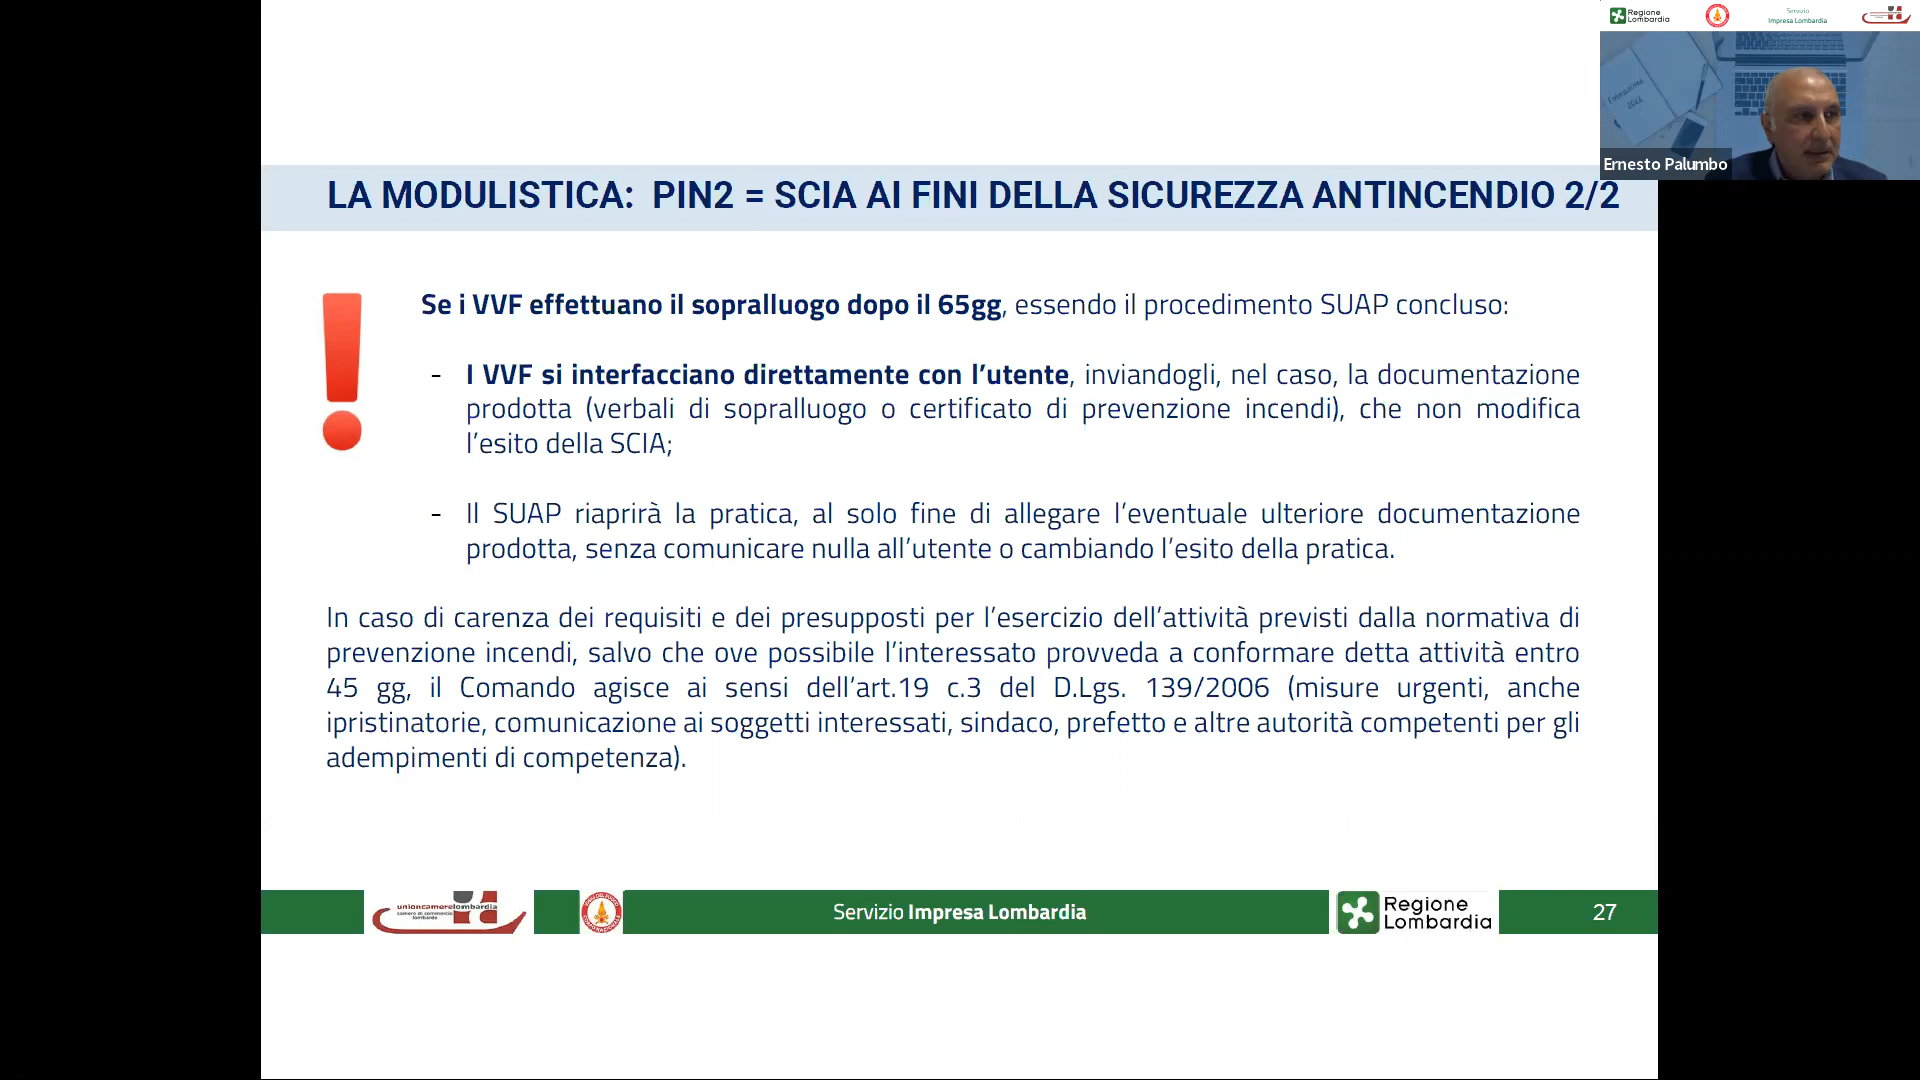 Regione
Lombardia
Servizio
Impresa Lombardia
Ernesto Palumbo
LA MODULISTICA: PIN2 = SCIA AI FINI DELLA SICUREZZA ANTINCENDIO 2/2
Se i VVF effettuano il sopralluogo dopo il 65gg, essendo il procedimento SUAP concluso:
- I VVF si interfacciano direttamente con l’utente, inviandogli, nel caso, la documentazione
prodotta (verbali di sopralluogo o certificato di prevenzione incendi), che non modifica
l’esito della SCIA;
- Il SUAP riaprirà la pratica, al solo fine di allegare l’eventuale ulteriore documentazione
prodotta, senza comunicare nulla all’utente o cambiando l’esito della pratica.
In caso di carenza dei requisiti e dei presupposti per l’esercizio dell’attività previsti dalla normativa di
prevenzione incendi, salvo che ove possibile l’interessato provveda a conformare detta attività entro
45 gg, il Comando agisce ai sensi dell’art.19 c.3 del D.Lgs. 139/2006 (misure urgenti, anche
ipristinatorie, comunicazione ai soggetti interessati, sindaco, prefetto e altre autorità competenti per gli
adempimenti di competenza).
unioncamerelombardia
camere di commercio
lombarde
Servizio Impresa Lombardia
Regione
Lombardia
27